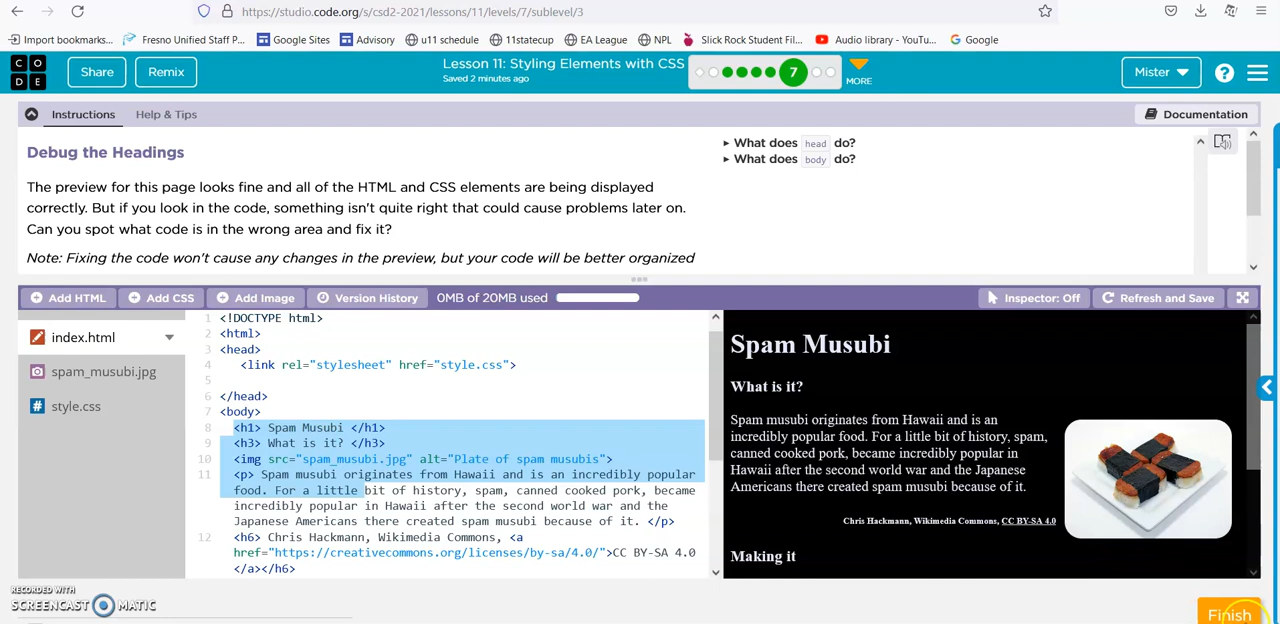 https://studio.code.org/s/csd2-2021/lessons/11/levels/7/sublevel/3
Import bookmarks... Fresno Unified Staff P... Google Sites Advisory u11 schedule 11statecup EA League NPL Slick Rock Student Fil... Audio library - YouTu... Google
CODE Share Remix Lesson 11: Styling Elements with CSS 7 MORE Mister ?
Saved 2 minutes ago
Instructions Help & Tips Documentation
Debug the Headings
The preview for this page looks fine and all of the HTML and CSS elements are being displayed
correctly. But if you look in the code, something isn't quite right that could cause problems later on.
Can you spot what code is in the wrong area and fix it?
Note: Fixing the code won't cause any changes in the preview, but your code will be better organized
What does head do?
What does body do?
Add HTML Add CSS Add Image Version History 0MB of 20MB used Inspector: Off Refresh and Save
index.html
spam_musubi.jpg
style.css
1 <!DOCTYPE html>
2 <html>
3 <head>
4 <link rel="stylesheet" href="style.css">
5
6 </head>
7 <body>
8 <h1> Spam Musubi </h1>
9 <h3> What is it? </h3>
10 <img src="spam_musubi.jpg" alt="Plate of spam musubis">
11 <p> Spam musubi originates from Hawaii and is an incredibly popular
food. For a little bit of history, spam, canned cooked pork, became
incredibly popular in Hawaii after the second world war and the
Japanese Americans there created spam musubi because of it. </p>
12 <h6> Chris Hackmann, Wikimedia Commons, <a
href="https://creativecommons.org/licenses/by-sa/4.0/">CC BY-SA 4.0
</a></h6>
Spam Musubi
What is it?
Spam musubi originates from Hawaii and is an
incredibly popular food. For a little bit of history, spam,
canned cooked pork, became incredibly popular in
Hawaii after the second world war and the Japanese
Americans there created spam musubi because of it.
Chris Hackmann, Wikimedia Commons, CC BY-SA 4.0
Making it
RECORDED WITH
SCREENCAST MATIC
Finish